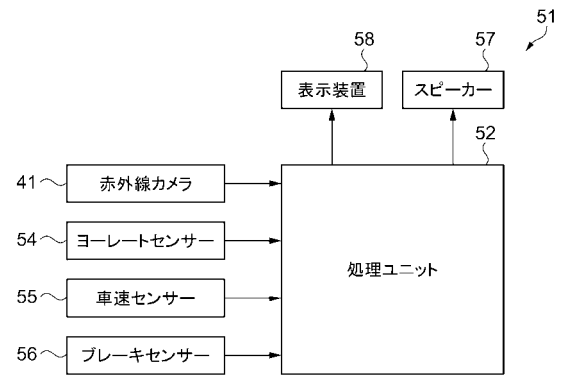 51
58
57
表示装置
スピーカー
52
41
赤外線カメラ
54
ヨーレートセンサー
処理ユニット
55
車速センサー
56
ブレーキセンサー